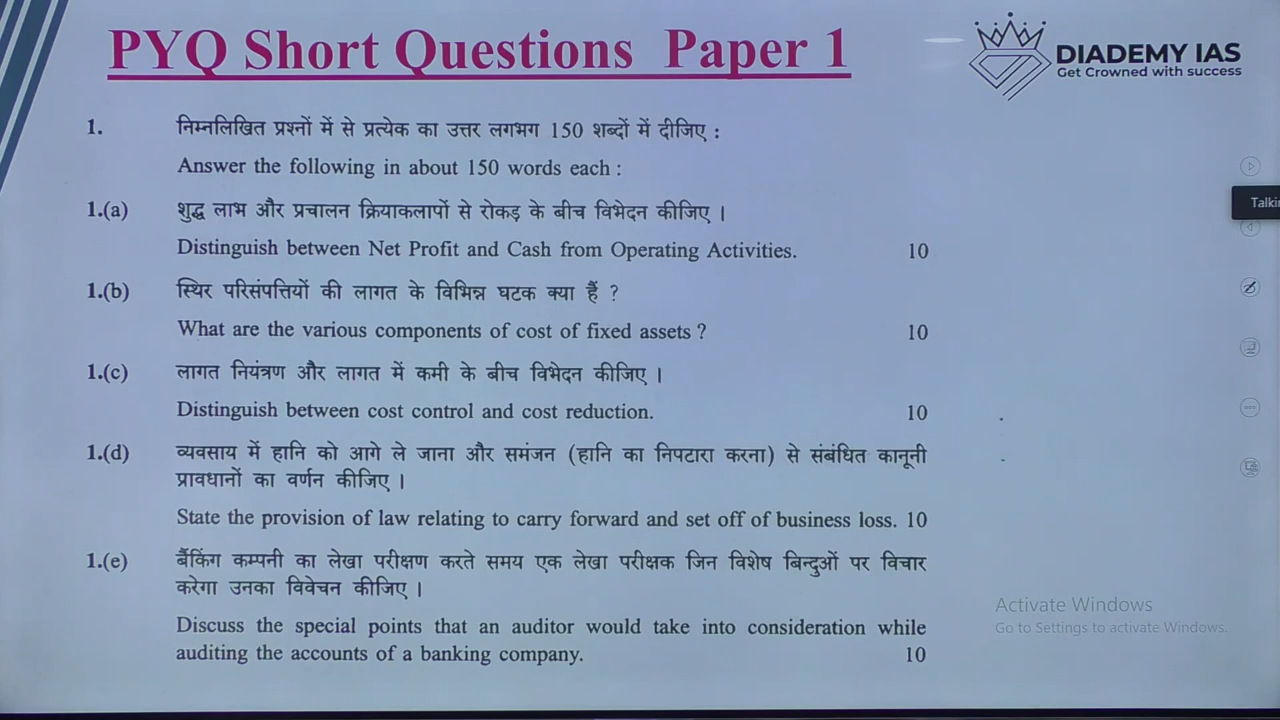 PYQ Short Questions Paper 1
DIADEMY IAS
Get Crowned with success
1. निम्नलिखित प्रश्नों में से प्रत्येक का उत्तर लगभग 150 शब्दों में दीजिए :
Answer the following in about 150 words each :
1.(a) शुद्ध लाभ और प्रचालन क्रियाकलापों से रोकड़ के बीच विभेदन कीजिए ।
Distinguish between Net Profit and Cash from Operating Activities. 10
1.(b) स्थिर परिसंपत्तियों की लागत के विभिन्न घटक क्या हैं ?
What are the various components of cost of fixed assets ? 10
1.(c) लागत नियंत्रण और लागत में कमी के बीच विभेदन कीजिए ।
Distinguish between cost control and cost reduction. 10
1.(d) व्यवसाय में हानि को आगे ले जाना और समंजन (हानि का निपटारा करना) से संबंधित कानूनी
प्रावधानों का वर्णन कीजिए ।
State the provision of law relating to carry forward and set off of business loss. 10
1.(e) बैंकिंग कम्पनी का लेखा परीक्षण करते समय एक लेखा परीक्षक जिन विशेष बिन्दुओं पर विचार
करेगा उनका विवेचन कीजिए ।
Discuss the special points that an auditor would take into consideration while
auditing the accounts of a banking company. 10
Talki
Activate Windows
Go to Settings to activate Windows.